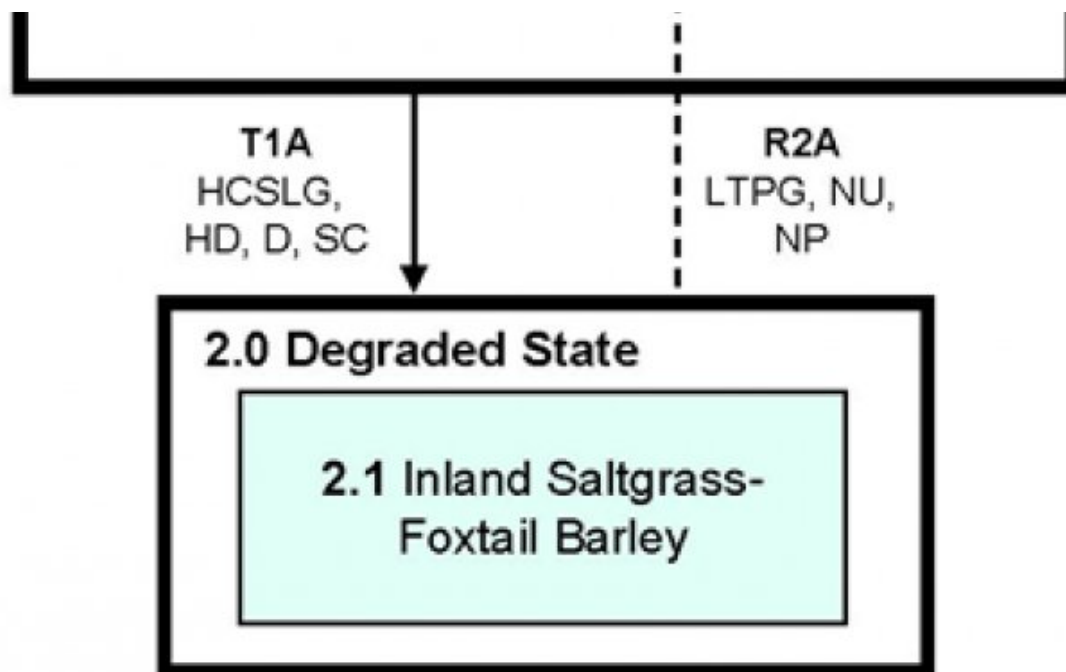 T1A
HCSLG,
HD, D, SC
R2A
LTPG, NU,
NP
2.0 Degraded State
2.1 Inland Saltgrass-
Foxtail Barley